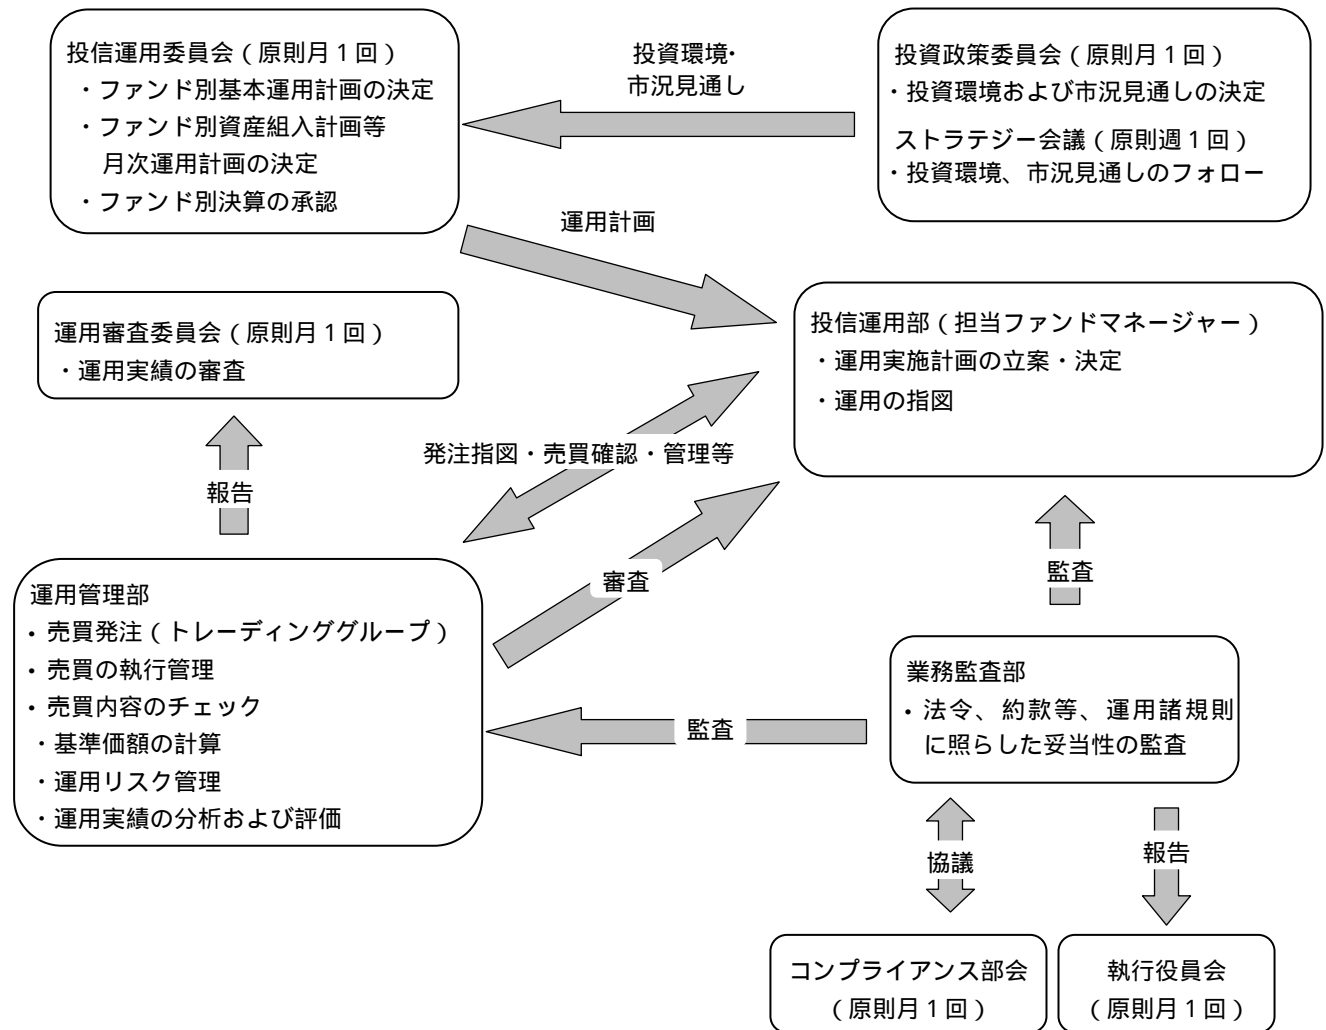 投信運用委員会（原則月１回）
・ファンド別基本運用計画の決定
・ファンド別資産組入計画等
月次運用計画の決定
・ファンド別決算の承認
投資環境・
市況見通し
投資政策委員会（原則月１回）
・投資環境および市況見通しの決定
ストラテジー会議（原則週１回）
・投資環境、市況見通しのフォロー
運用計画
運用審査委員会（原則月１回）
・運用実績の審査
投信運用部（担当ファンドマネージャー）
・運用実施計画の立案・決定
・運用の指図
発注指図・売買確認・管理等
報告
審査
監査
運用管理部
・売買発注（トレーディンググループ）
・売買の執行管理
・売買内容のチェック
・基準価額の計算
・運用リスク管理
・運用実績の分析および評価
監査
業務監査部
・法令、約款等、運用諸規則
に照らした妥当性の監査
協議
報告
コンプライアンス部会
（原則月１回）
執行役員会
（原則月１回）